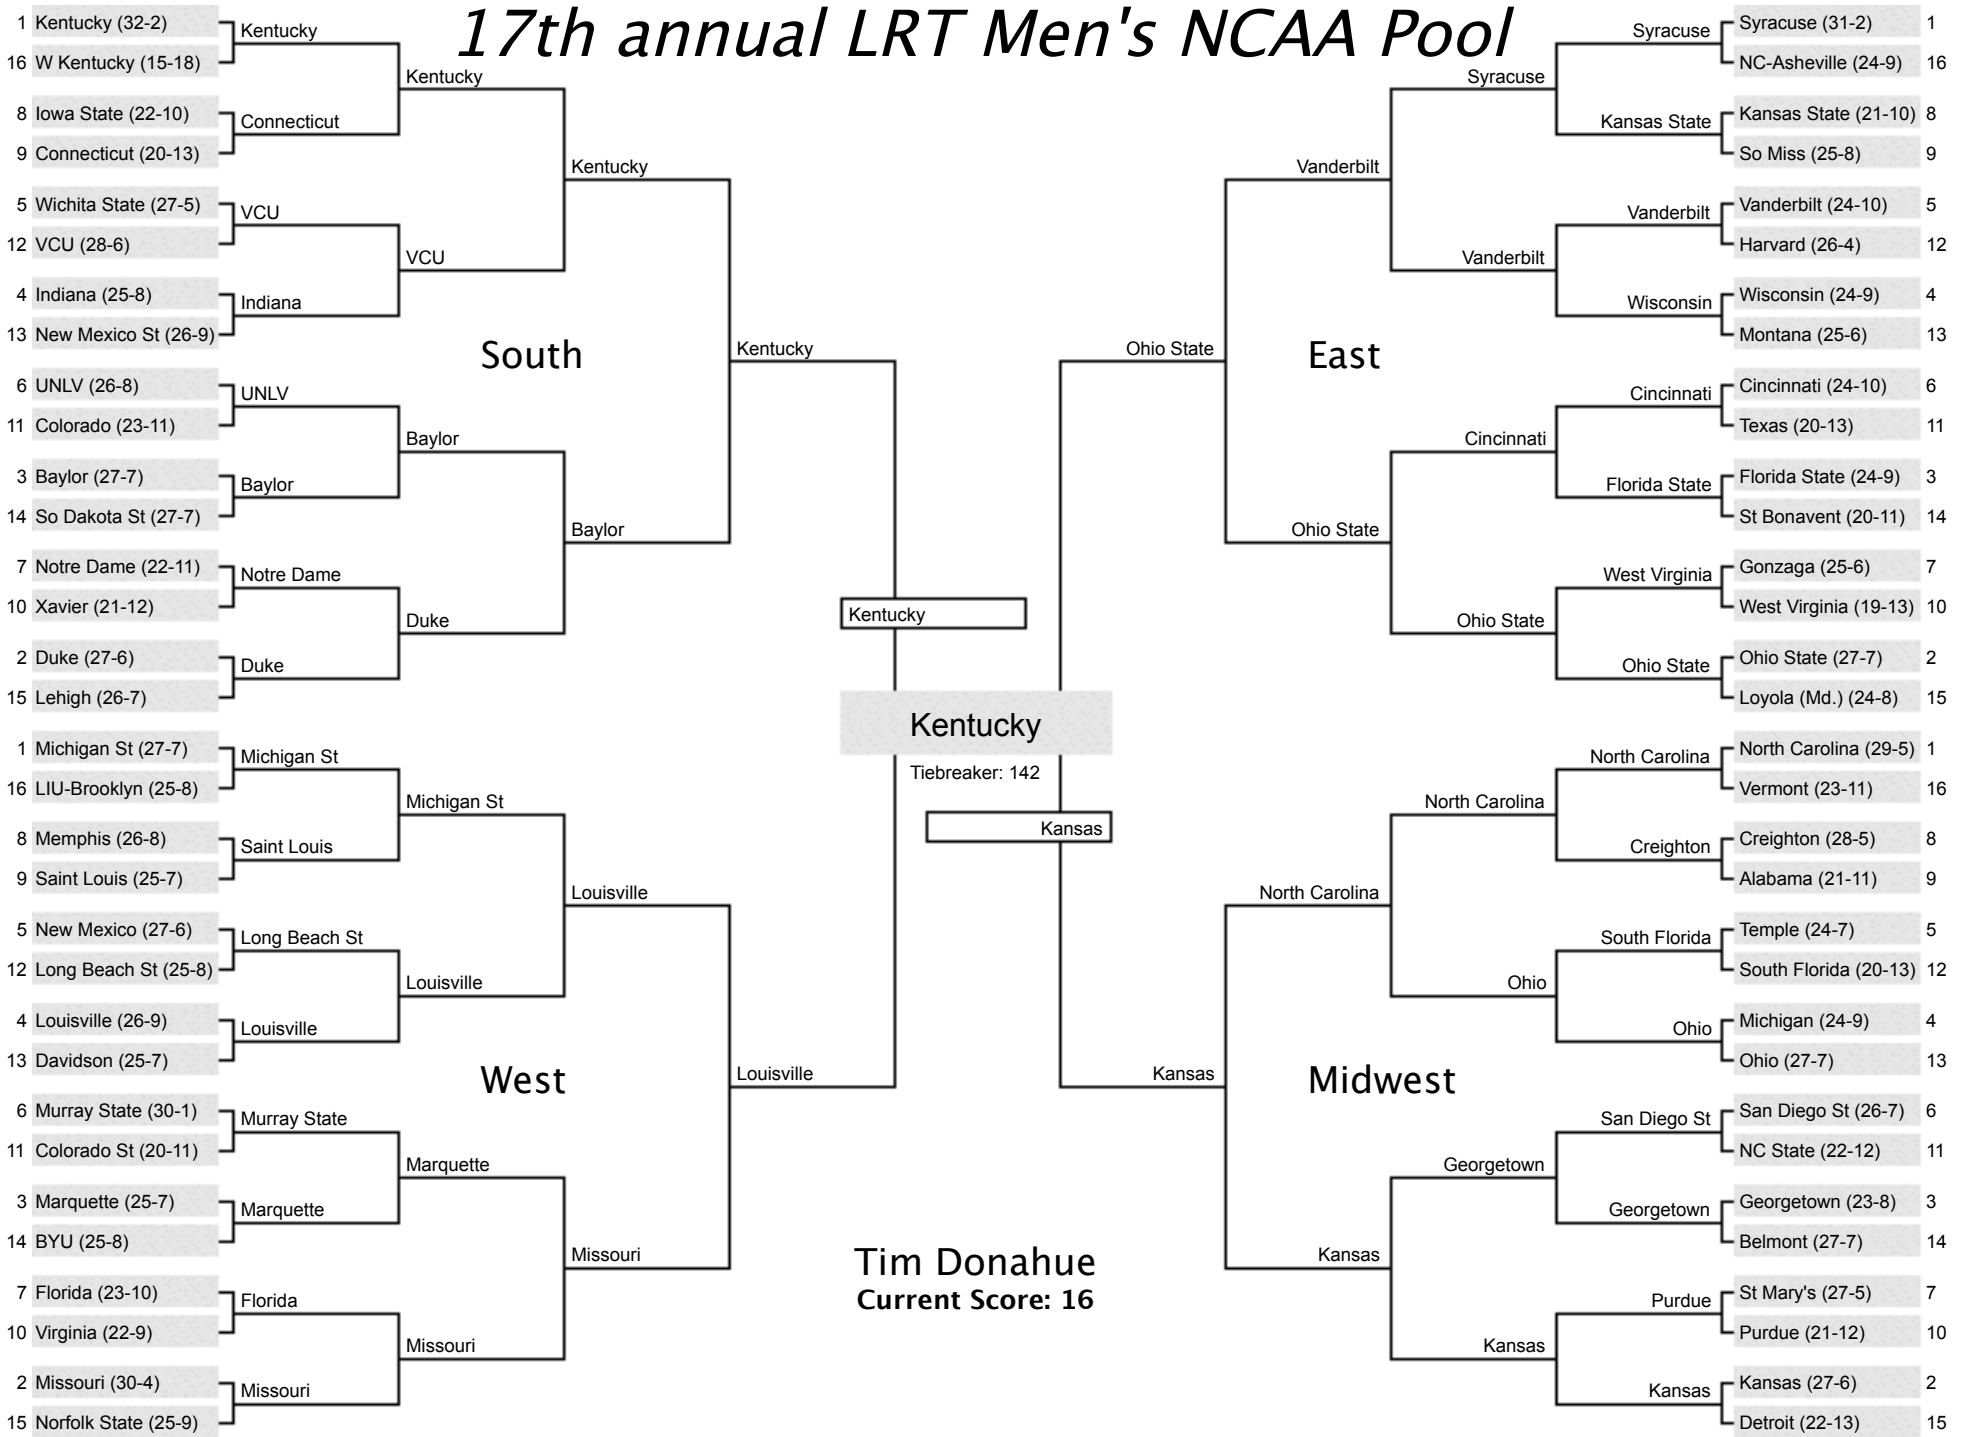 17th annual LRT Men's NCAA Pool
1 Kentucky (32-2)
16 W Kentucky (15-18)
8 Iowa State (22-10)
9 Connecticut (20-13)
5 Wichita State (27-5)
12 VCU (28-6)
4 Indiana (25-8)
13 New Mexico St (26-9)
6 UNLV (26-8)
11 Colorado (23-11)
3 Baylor (27-7)
14 So Dakota St (27-7)
7 Notre Dame (22-11)
10 Xavier (21-12)
2 Duke (27-6)
15 Lehigh (26-7)
1 Michigan St (27-7)
16 LIU-Brooklyn (25-8)
8 Memphis (26-8)
9 Saint Louis (25-7)
5 New Mexico (27-6)
12 Long Beach St (25-8)
4 Louisville (26-9)
13 Davidson (25-7)
6 Murray State (30-1)
11 Colorado St (20-11)
3 Marquette (25-7)
14 BYU (25-8)
7 Florida (23-10)
10 Virginia (22-9)
2 Missouri (30-4)
15 Norfolk State (25-9)
Kentucky
Connecticut
VCU
Indiana
UNLV
Baylor
Notre Dame
Duke
Michigan St
Saint Louis
Long Beach St
Louisville
Murray State
Marquette
Florida
Missouri
Kentucky
VCU
Baylor
Duke
Michigan St
Louisville
Marquette
Missouri
Kentucky
Baylor
Louisville
Missouri
South
West
Kentucky
Louisville
Kentucky
Kentucky
Tiebreaker: 142
Kansas
Tim Donahue
Current Score: 16
Ohio State
Kansas
East
Midwest
Vanderbilt
Ohio State
North Carolina
Kansas
Syracuse
Vanderbilt
Cincinnati
Ohio State
North Carolina
Ohio
Georgetown
Kansas
Syracuse
Kansas State
Vanderbilt
Wisconsin
Cincinnati
Florida State
West Virginia
Ohio State
North Carolina
Creighton
South Florida
Ohio
San Diego St
Georgetown
Purdue
Kansas
Syracuse (31-2) 1
NC-Asheville (24-9) 16
Kansas State (21-10) 8
So Miss (25-8) 9
Vanderbilt (24-10) 5
Harvard (26-4) 12
Wisconsin (24-9) 4
Montana (25-6) 13
Cincinnati (24-10) 6
Texas (20-13) 11
Florida State (24-9) 3
St Bonavent (20-11) 14
Gonzaga (25-6) 7
West Virginia (19-13) 10
Ohio State (27-7) 2
Loyola (Md.) (24-8) 15
North Carolina (29-5) 1
Vermont (23-11) 16
Creighton (28-5) 8
Alabama (21-11) 9
Temple (24-7) 5
South Florida (20-13) 12
Michigan (24-9) 4
Ohio (27-7) 13
San Diego St (26-7) 6
NC State (22-12) 11
Georgetown (23-8) 3
Belmont (27-7) 14
St Mary's (27-5) 7
Purdue (21-12) 10
Kansas (27-6) 2
Detroit (22-13) 15